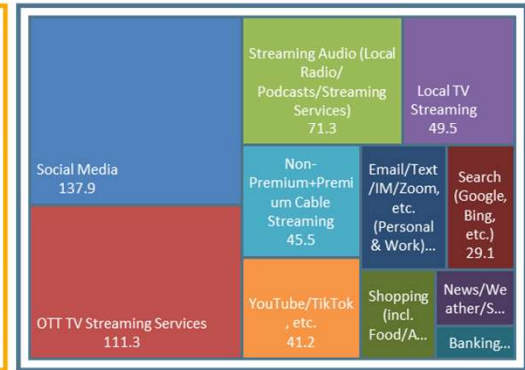 Social Media
137.9
OTT TV Streaming Services
111.3
Streaming Audio (Local
Radio/
Podcasts/Streaming
Services)
71.3
Local TV
Streaming
49.5
Non-
Premium+Premi
um Cable
Streaming
45.5
Email/Text
/IM/Zoom,
etc.
(Personal
& Work)...
Search
(Google,
Bing,
etc.)
29.1
YouTube/TikTok
, etc.
41.2
Shopping
(incl.
Food/A...
News/We
ather/S...
Banking...